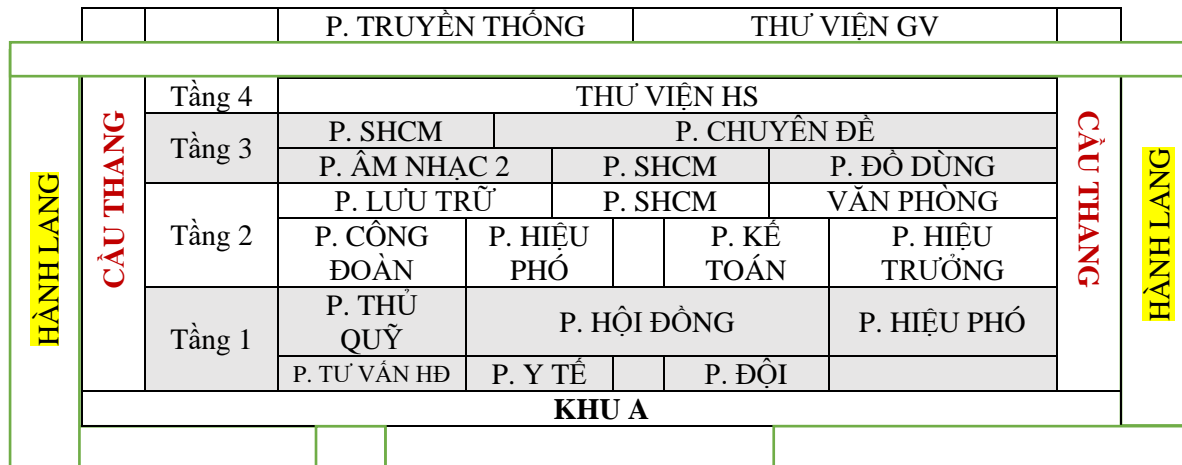 P. TRUYỀN THỐNG THƯ VIỆN GV
Tầng 4 THƯ VIỆN HS
Tầng 3 P. SHCM P. CHUYÊN ĐỀ
P. ÂM NHẠC 2 P. SHCM P. ĐỒ DÙNG
Tầng 2 P. LƯU TRỮ P. SHCM VĂN PHÒNG
P. CÔNG ĐOÀN P. HIỆU PHÓ P. KẾ TOÁN P. HIỆU TRƯỞNG
Tầng 1 P. THỦ QUỸ P. HỘI ĐỒNG P. HIỆU PHÓ
P. TƯ VẤN HĐ P. Y TẾ P. ĐỘI
KHU A
HÀNH LANG
CẦU THANG
CẦU THANG
HÀNH LANG